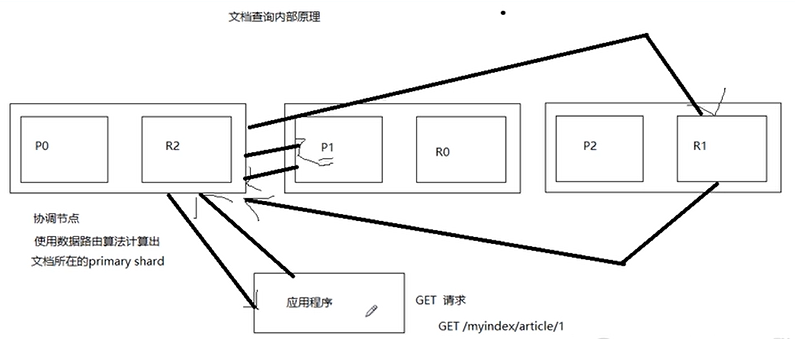 文档查询内部原理
P0
R2
P1
R0
P2
R1
协调节点
使用数据路由算法计算出
文档所在的primary shard
应用程序
GET 请求
GET /myindex/article/1